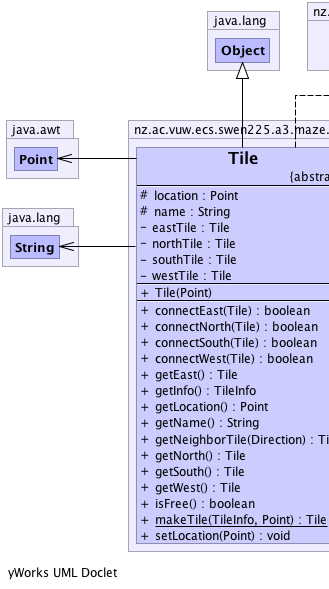 java.lang
nz.
Object
java.awt
Point
nz.ac.vuw.ecs.swen225.a3.maze.
Tile
{abstra
java.lang
String
# location : Point
# name : String
- eastTile : Tile
- northTile : Tile
- southTile : Tile
- westTile : Tile
+ Tile(Point)
+ connectEast(Tile) : boolean
+ connectNorth(Tile) : boolean
+ connectSouth(Tile) : boolean
+ connectWest(Tile) : boolean
+ getEast() : Tile
+ getInfo() : TileInfo
+ getLocation() : Point
+ getName() : String
+ getNeighborTile(Direction) : Ti
+ getNorth() : Tile
+ getSouth() : Tile
+ getWest() : Tile
+ isFree() : boolean
+ makeTile(TileInfo, Point) : Tile
+ setLocation(Point) : void
yWorks UML Doclet